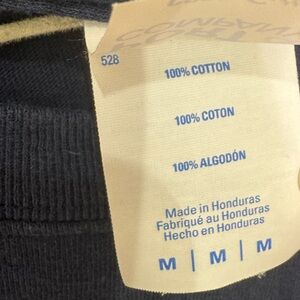 528
100% COTTON
100% COTON
100% ALGODÓN
Made in Honduras
Fabriqué au Honduras
Hecho en Honduras
M | M | M